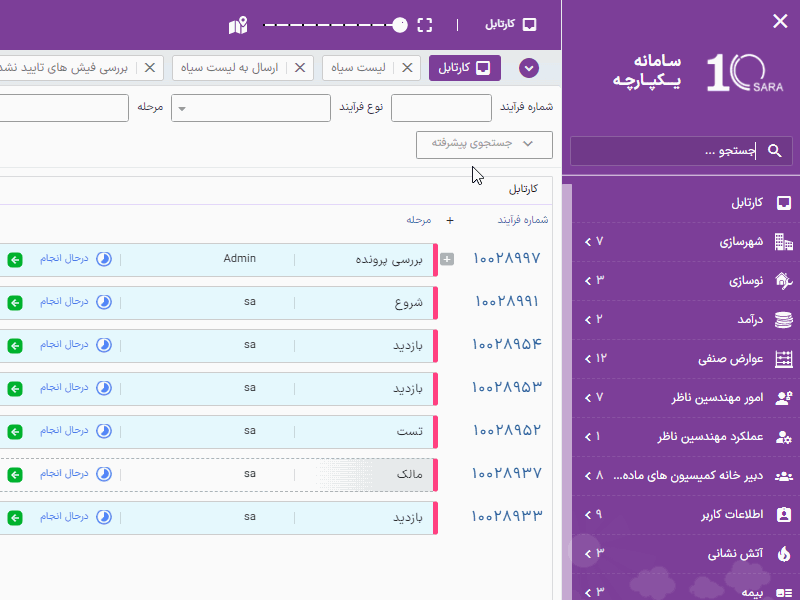 سامانه
یـکپـارچـه
10 SARA
جستجو ...
کارتابل
شهرسازی ۷
نوسازی ۳
درآمد ۲
عوارض صنفی ۱۲
امور مهندسین ناظر ۷
عملکرد مهندسین ناظر ۱
دبیر خانه کمیسیون های ماده... ۸
اطلاعات کاربر ۹
آتش نشانی ۳
بیمه ۳
کارتابل
کارتابل
لیست سیاه
ارسال به لیست سیاه
بررسی فیش های تایید نشد
شماره فرآیند
نوع فرآیند
مرحله
جستجوی پیشرفته
کارتابل
شماره فرآیند + مرحله
۱۰۰۲۸۹۹۷ + بررسی پرونده Admin درحال انجام
۱۰۰۲۸۹۹۱ شروع sa درحال انجام
۱۰۰۲۸۹۵۴ بازدید sa درحال انجام
۱۰۰۲۸۹۵۳ بازدید sa درحال انجام
۱۰۰۲۸۹۵۲ تست sa درحال انجام
۱۰۰۲۸۹۳۷ مالک sa درحال انجام
۱۰۰۲۸۹۳۳ بازدید sa درحال انجام